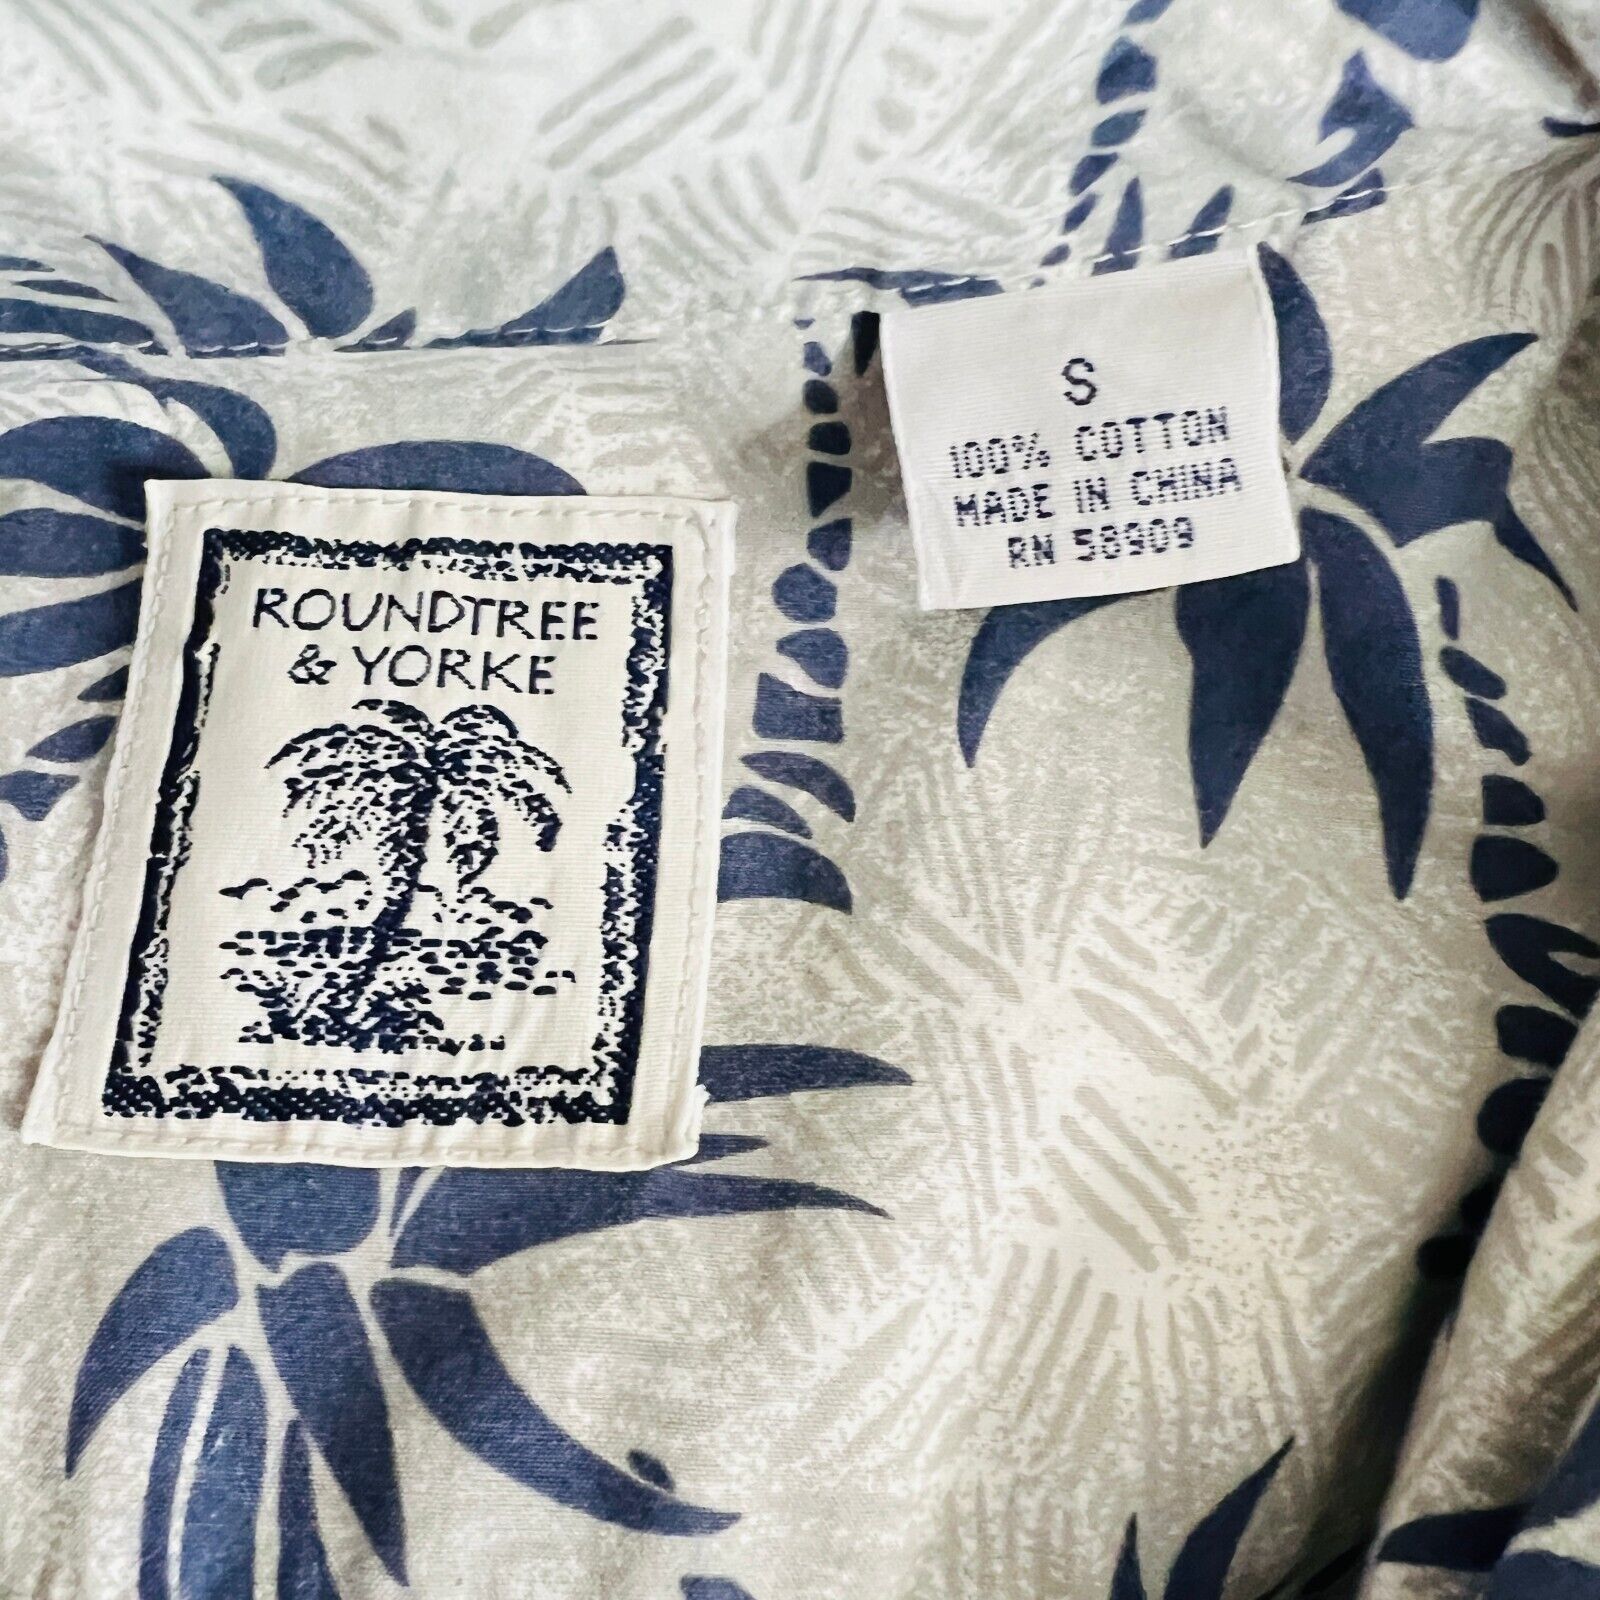 ROUNDTREE
& YORKE
S
100% COTTON
MADE IN CHINA
RN 58909